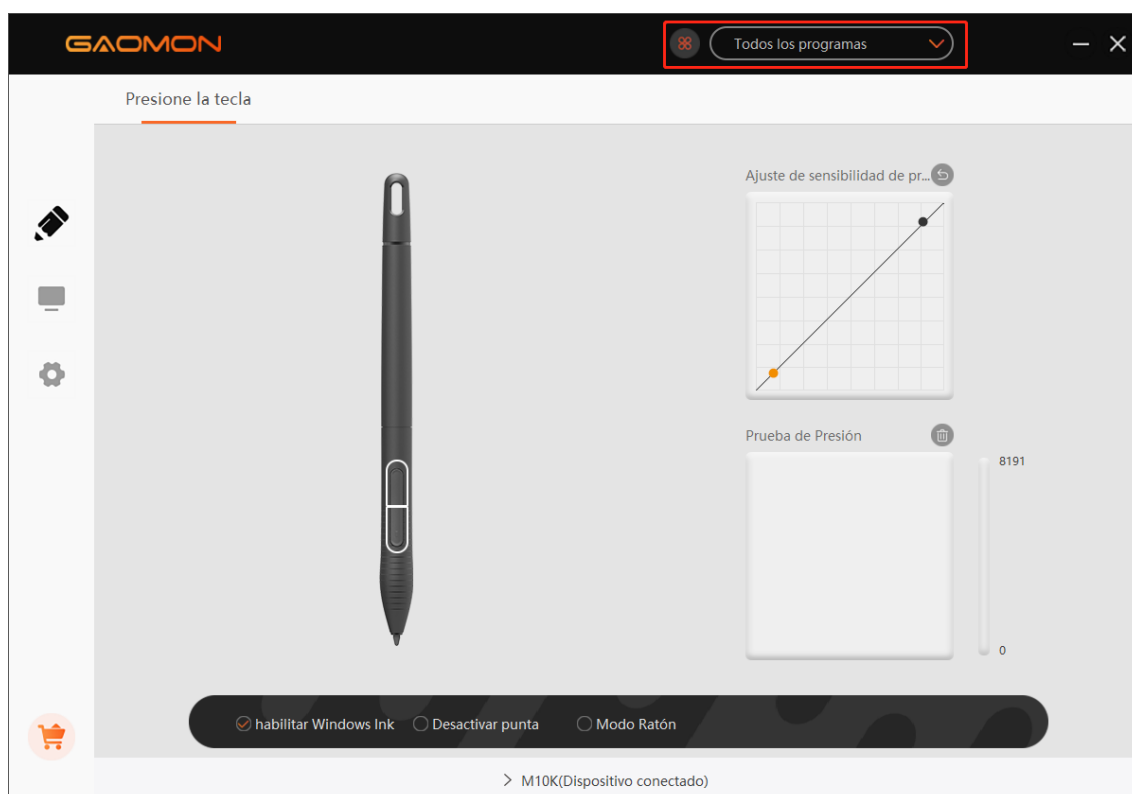 GAOMON
Todos los programas
Presione la tecla
Ajuste de sensibilidad de pr...
Prueba de Presión
8191
0
habilitar Windows Ink
Desactivar punta
Modo Ratón
M10K(Dispositivo conectado)